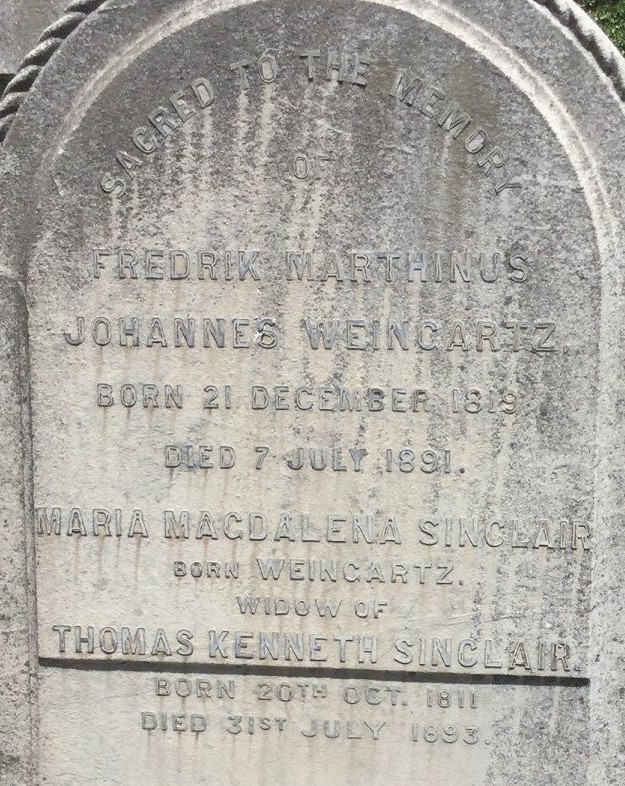 SACRED TO THE MEMORY
OF
FREDRIK MARTHINUS
JOHANNES WEINGARTZ.
BORN 21 DECEMBER 1819
DIED 7 JULY 1891.
MARIA MAGDALENA SINCLAIR
BORN WEINGARTZ.
WIDOW OF
THOMAS KENNETH SINCLAIR.
BORN 20TH OCT. 1811
DIED 31ST JULY 1893.